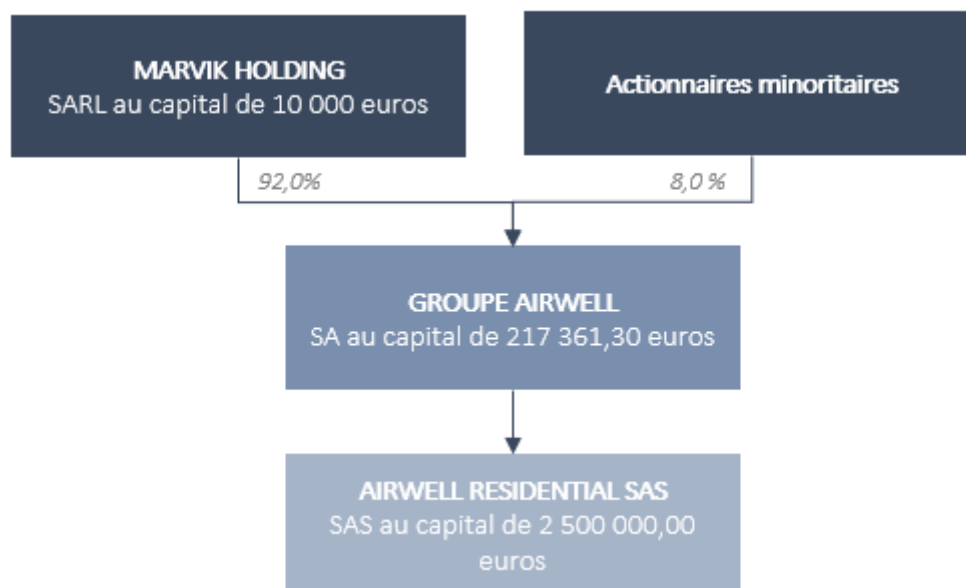 MARVIK HOLDING
SARL au capital de 10 000 euros
Actionnaires minoritaires
92,0%
8,0 %
GROUPE AIRWELL
SA au capital de 217 361,30 euros
AIRWELL RESIDENTIAL SAS
SAS au capital de 2 500 000,00
euros